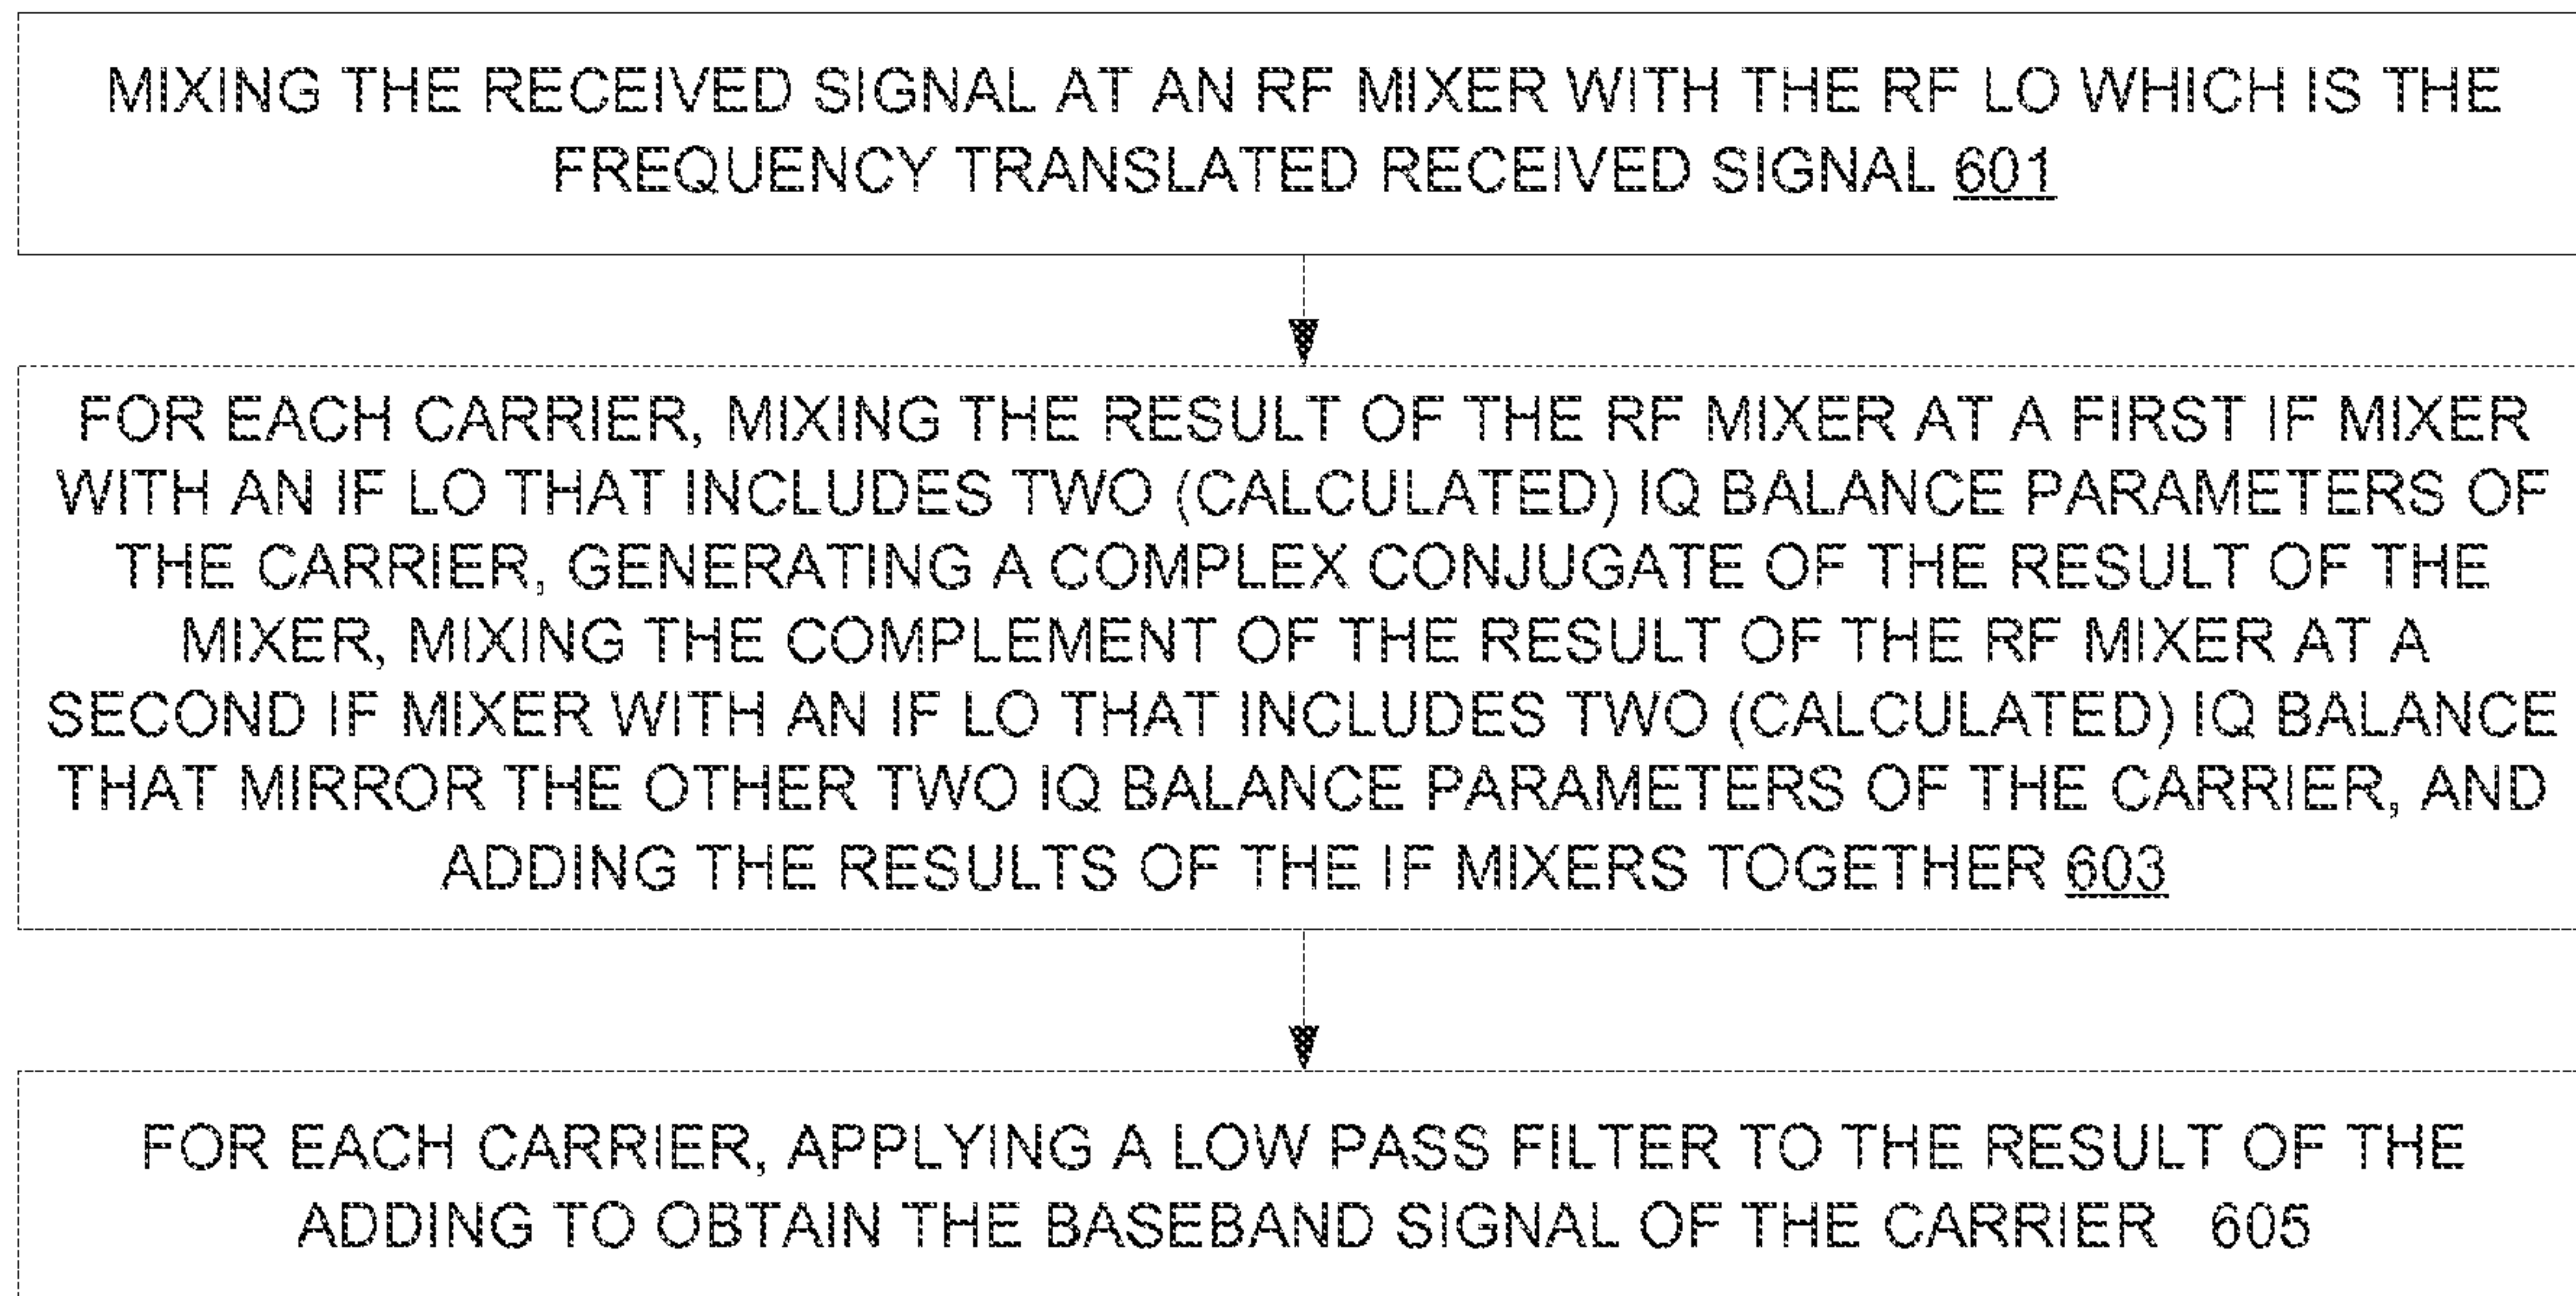 MIXING THE RECEIVED SIGNAL AT AN RF MIXER WITH THE RF LO WHICH IS THE
FREQUENCY TRANSLATED RECEIVED SIGNAL 601
FOR EACH CARRIER, MIXING THE RESULT OF THE RF MIXER AT A FIRST IF MIXER
WITH AN IF LO THAT INCLUDES TWO (CALCULATED) IQ BALANCE PARAMETERS OF
THE CARRIER, GENERATING A COMPLEX CONJUGATE OF THE RESULT OF THE
MIXER, MIXING THE COMPLEMENT OF THE RESULT OF THE RF MIXER AT A
SECOND IF MIXER WITH AN IF LO THAT INCLUDES TWO (CALCULATED) IQ BALANCE
THAT MIRROR THE OTHER TWO IQ BALANCE PARAMETERS OF THE CARRIER, AND
ADDING THE RESULTS OF THE IF MIXERS TOGETHER 603
FOR EACH CARRIER, APPLYING A LOW PASS FILTER TO THE RESULT OF THE
ADDING TO OBTAIN THE BASEBAND SIGNAL OF THE CARRIER 605